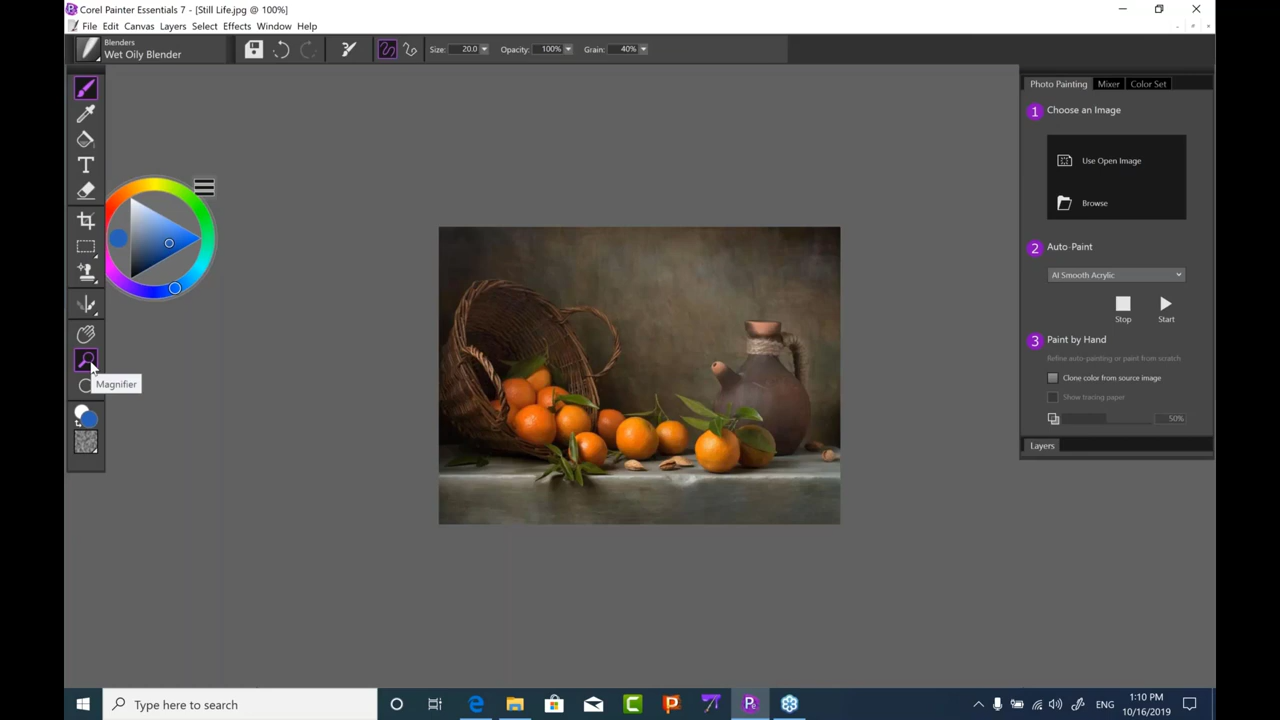 Corel Painter Essentials 7 - [Still Life.jpg @ 100%]
File Edit Canvas Layers Select Effects Window Help
Blenders
Wet Oily Blender
Size: 20.0 Opacity: 100% Grain: 40%
T
Magnifier
Photo Painting Mixer Color Set
1 Choose an Image
Use Open Image
Browse
2 Auto-Paint
AI Smooth Acrylic
Stop Start
3 Paint by Hand
Refine auto-painting or paint from scratch
Clone color from source image
Show tracing paper
50%
Layers
Type here to search
ENG
1:10 PM
10/16/2019